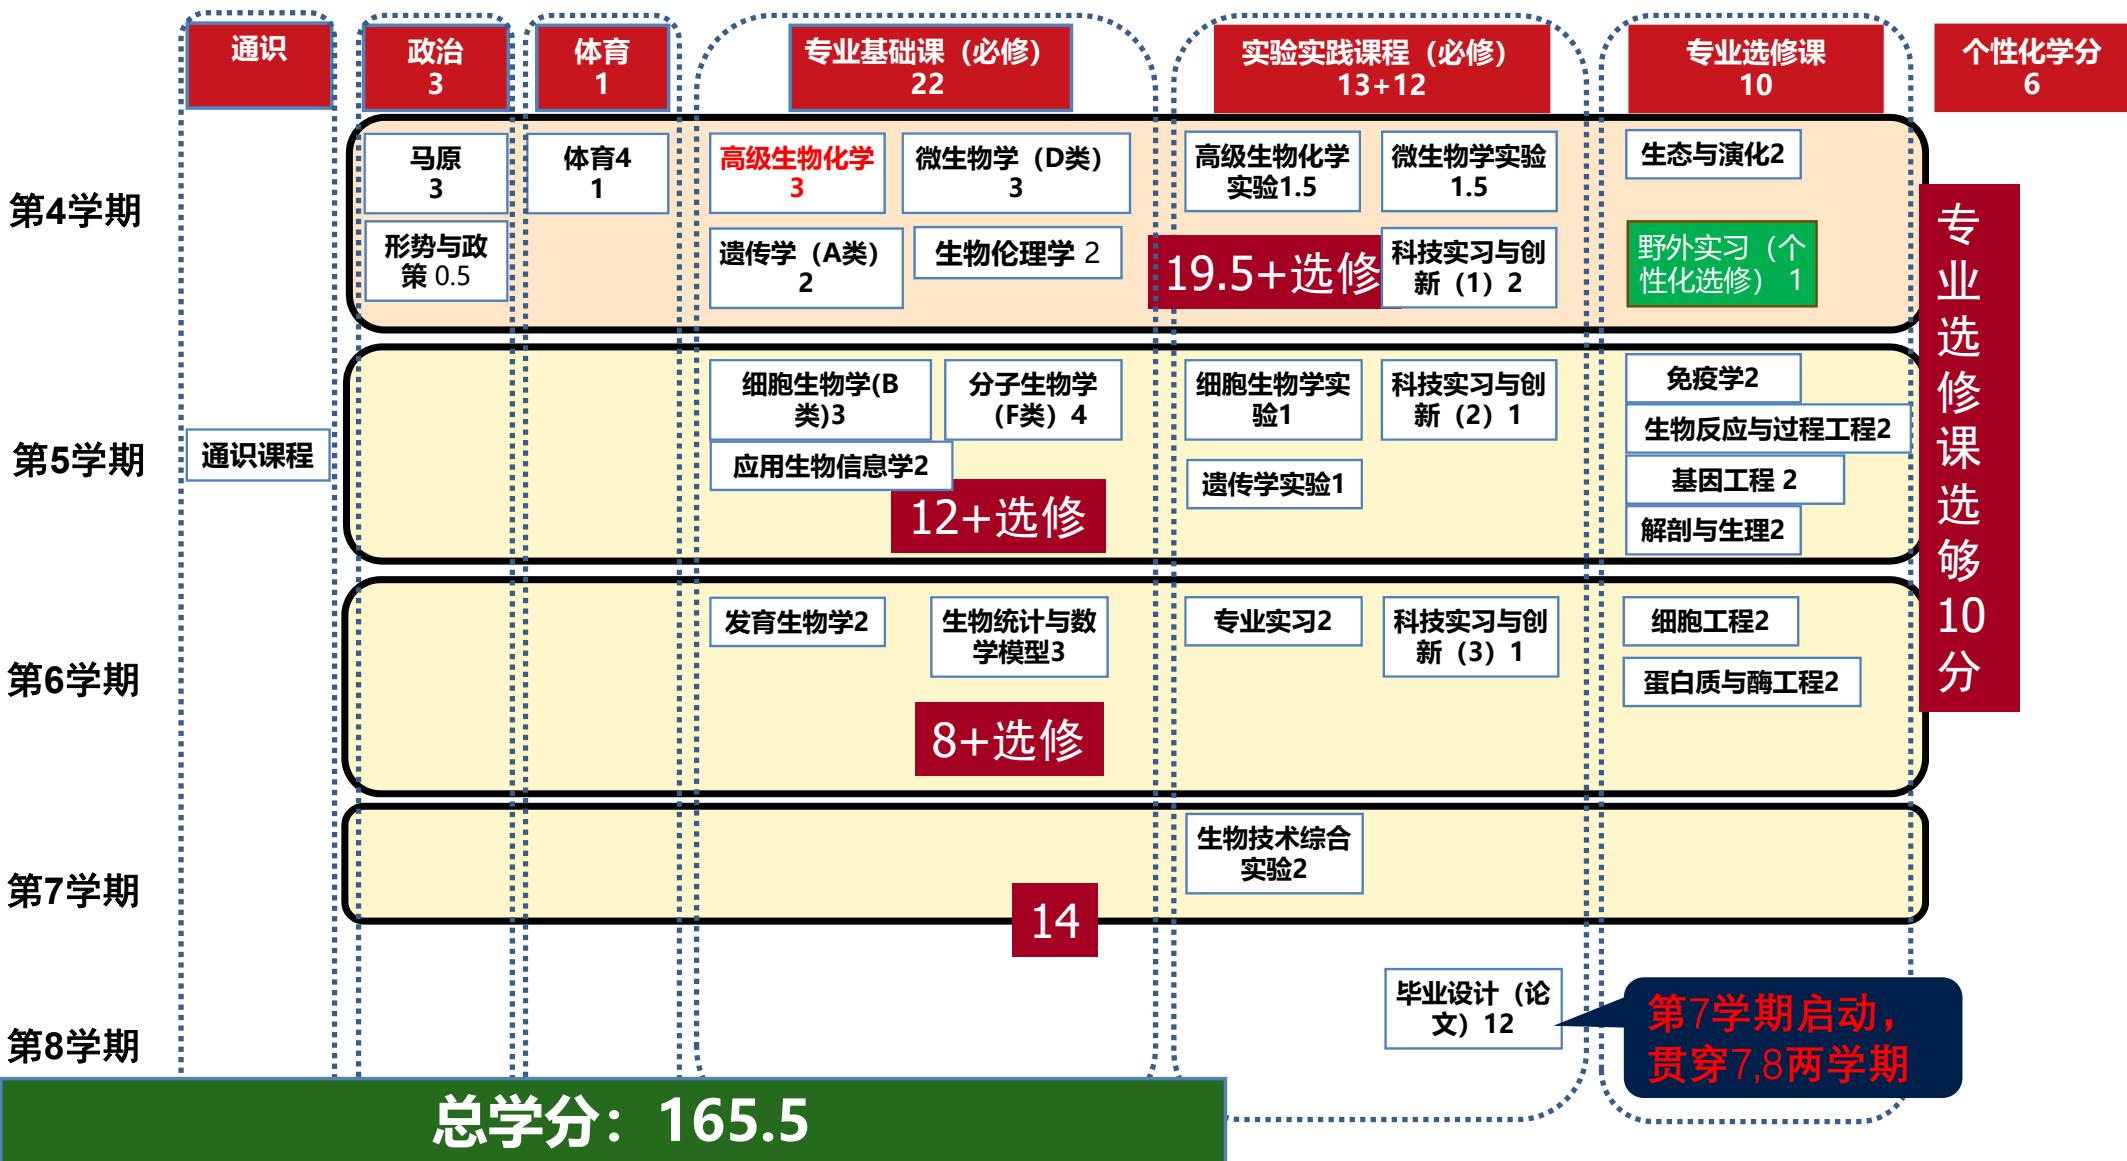 通识
政治
3
体育
1
专业基础课（必修）
22
实验实践课程（必修）
13+12
专业选修课
10
个性化学分
6
第4学期
马原
3
形势与政
策 0.5
体育4
1
高级生物化学
3
微生物学（D类）
3
遗传学（A类）
2
生物伦理学 2
高级生物化学
实验1.5
微生物学实验
1.5
19.5+选修
科技实习与创
新（1）2
生态与演化2
野外实习（个
性化选修） 1
专
业
选
修
课
选
够
10
分
第5学期
通识课程
细胞生物学(B
类)3
分子生物学
（F类）4
应用生物信息学2
12+选修
细胞生物学实
验1
科技实习与创
新（2）1
遗传学实验1
免疫学2
生物反应与过程工程2
基因工程 2
解剖与生理2
第6学期
发育生物学2
生物统计与数
学模型3
8+选修
专业实习2
科技实习与创
新（3）1
细胞工程2
蛋白质与酶工程2
第7学期
生物技术综合
实验2
14
第8学期
毕业设计（论
文）12
第7学期启动，
贯穿7,8两学期
总学分：165.5